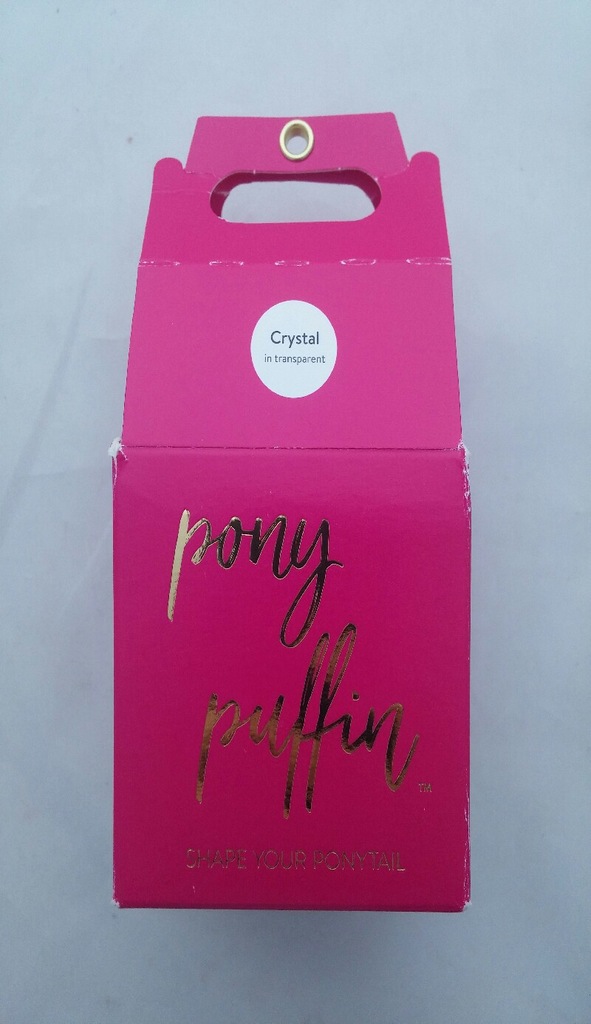 Crystal
in transparent
pony
puffin
™
SHAPE YOUR PONYTAIL